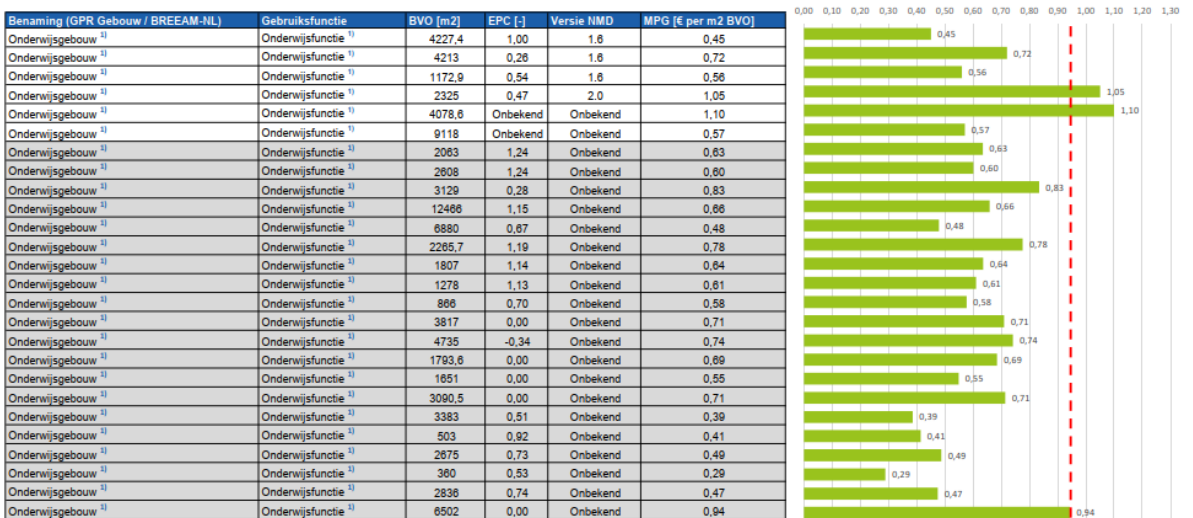 0,00 0,10 0,20 0,30 0,40 0,50 0,60 0,70 0,80 0,90 1,00 1,10 1,20 1,30
Benaming (GPR Gebouw / BREEAM-NL) Gebruiksfunctie BVO [m2] EPC [-] Versie NMD MPG [€ per m2 BVO]
Onderwijsgebouw 1) Onderwijsfunctie 1) 4227,4 1,00 1.6 0,45 0,45
Onderwijsgebouw 1) Onderwijsfunctie 1) 4213 0,26 1.6 0,72 0,72
Onderwijsgebouw 1) Onderwijsfunctie 1) 1172,9 0,54 1.6 0,56 0,56
Onderwijsgebouw 1) Onderwijsfunctie 1) 2325 0,47 2.0 1,05 1,05
Onderwijsgebouw 1) Onderwijsfunctie 1) 4078,6 Onbekend Onbekend 1,10 1,10
Onderwijsgebouw 1) Onderwijsfunctie 1) 9118 Onbekend Onbekend 0,57 0,57
Onderwijsgebouw 1) Onderwijsfunctie 1) 2063 1,24 Onbekend 0,63 0,63
Onderwijsgebouw 1) Onderwijsfunctie 1) 2608 1,24 Onbekend 0,60 0,60
Onderwijsgebouw 1) Onderwijsfunctie 1) 3129 0,28 Onbekend 0,83 0,83
Onderwijsgebouw 1) Onderwijsfunctie 1) 12466 1,15 Onbekend 0,66 0,66
Onderwijsgebouw 1) Onderwijsfunctie 1) 6880 0,67 Onbekend 0,48 0,48
Onderwijsgebouw 1) Onderwijsfunctie 1) 2265,7 1,19 Onbekend 0,78 0,78
Onderwijsgebouw 1) Onderwijsfunctie 1) 1807 1,14 Onbekend 0,64 0,64
Onderwijsgebouw 1) Onderwijsfunctie 1) 1278 1,13 Onbekend 0,61 0,61
Onderwijsgebouw 1) Onderwijsfunctie 1) 866 0,70 Onbekend 0,58 0,58
Onderwijsgebouw 1) Onderwijsfunctie 1) 3817 0,00 Onbekend 0,71 0,71
Onderwijsgebouw 1) Onderwijsfunctie 1) 4735 -0,34 Onbekend 0,74 0,74
Onderwijsgebouw 1) Onderwijsfunctie 1) 1793,6 0,00 Onbekend 0,69 0,69
Onderwijsgebouw 1) Onderwijsfunctie 1) 1651 0,00 Onbekend 0,55 0,55
Onderwijsgebouw 1) Onderwijsfunctie 1) 3090,5 0,00 Onbekend 0,71 0,71
Onderwijsgebouw 1) Onderwijsfunctie 1) 3383 0,51 Onbekend 0,39 0,39
Onderwijsgebouw 1) Onderwijsfunctie 1) 503 0,92 Onbekend 0,41 0,41
Onderwijsgebouw 1) Onderwijsfunctie 1) 2675 0,73 Onbekend 0,49 0,49
Onderwijsgebouw 1) Onderwijsfunctie 1) 360 0,53 Onbekend 0,29 0,29
Onderwijsgebouw 1) Onderwijsfunctie 1) 2836 0,74 Onbekend 0,47 0,47
Onderwijsgebouw 1) Onderwijsfunctie 1) 6502 0,00 Onbekend 0,94 0,94